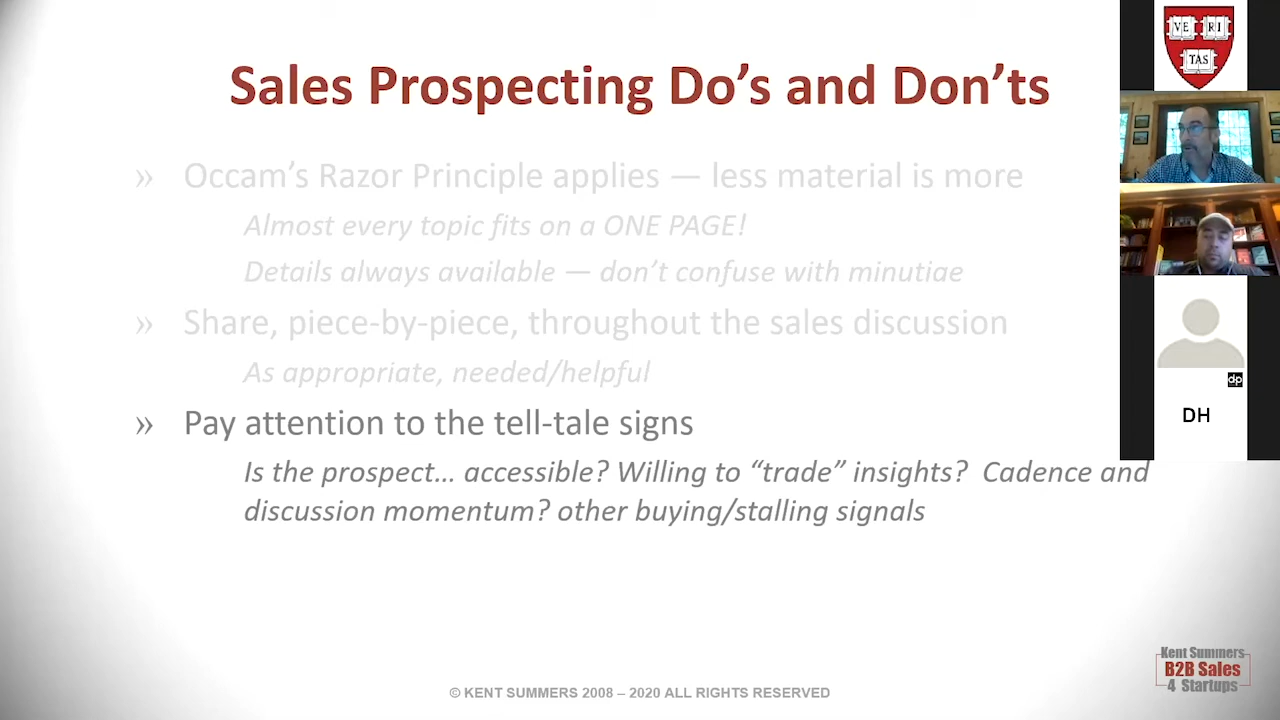 Sales Prospecting Do’s and Don’ts
» Occam’s Razor Principle applies — less material is more
Almost every topic fits on a ONE PAGE!
Details always available — don’t confuse with minutiae
» Share, piece-by-piece, throughout the sales discussion
As appropriate, needed/helpful
» Pay attention to the tell-tale signs
Is the prospect... accessible? Willing to “trade” insights? Cadence and
discussion momentum? other buying/stalling signals
© KENT SUMMERS 2008 – 2020 ALL RIGHTS RESERVED
Kent Summers
B2B Sales
4 Startups
VE RI
TAS
dp
DH